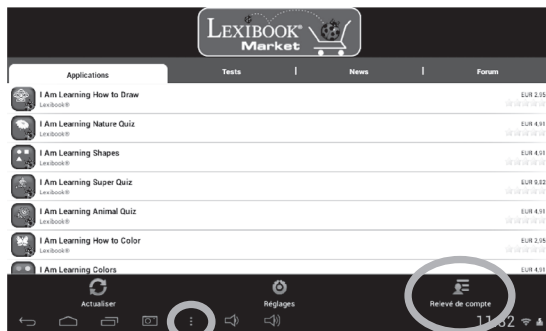 LEXIBOOK®
Market
Applications Tests | News | Forum
I Am Learning How to Draw EUR 2,95
Lexibook®
I Am Learning Nature Quiz EUR 4,91
Lexibook®
I Am Learning Shapes EUR 4,91
Lexibook®
I Am Learning Super Quiz EUR 9,82
Lexibook®
I Am Learning Animal Quiz EUR 4,91
Lexibook®
I Am Learning How to Color EUR 2,95
Lexibook®
I Am Learning Colors EUR 4,91
Actualiser Réglages Relevé de compte